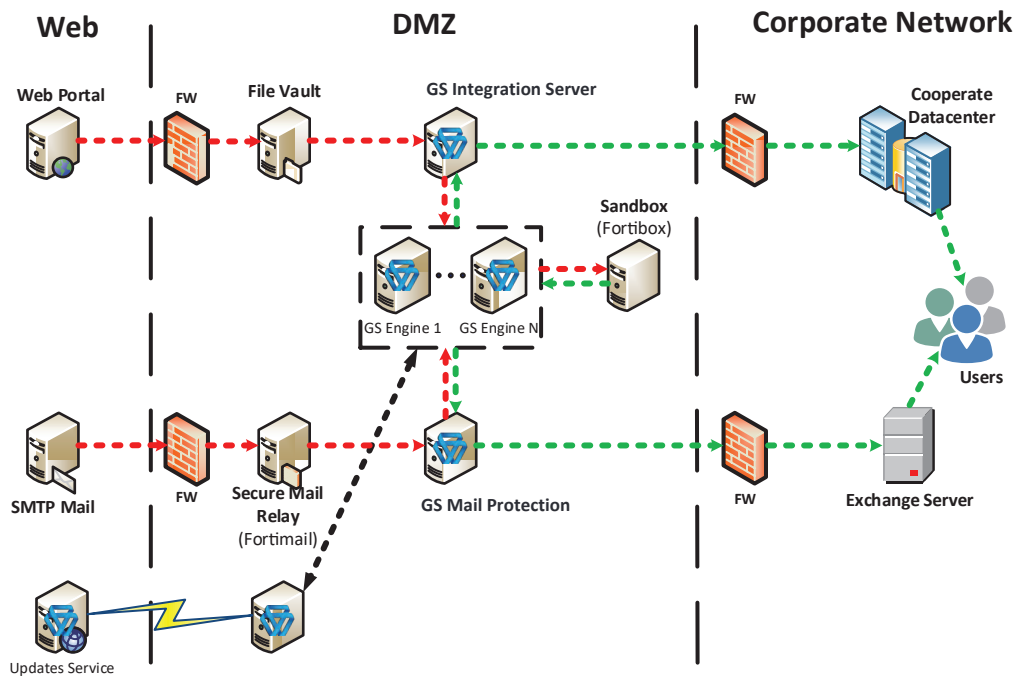 Web
DMZ
Corporate Network
Web Portal
FW
File Vault
GS Integration Server
FW
Cooperate
Datacenter
Sandbox
(Fortibox)
GS Engine 1
GS Engine N
Users
SMTP Mail
FW
Secure Mail
Relay
(Fortimail)
GS Mail Protection
FW
Exchange Server
Updates Service